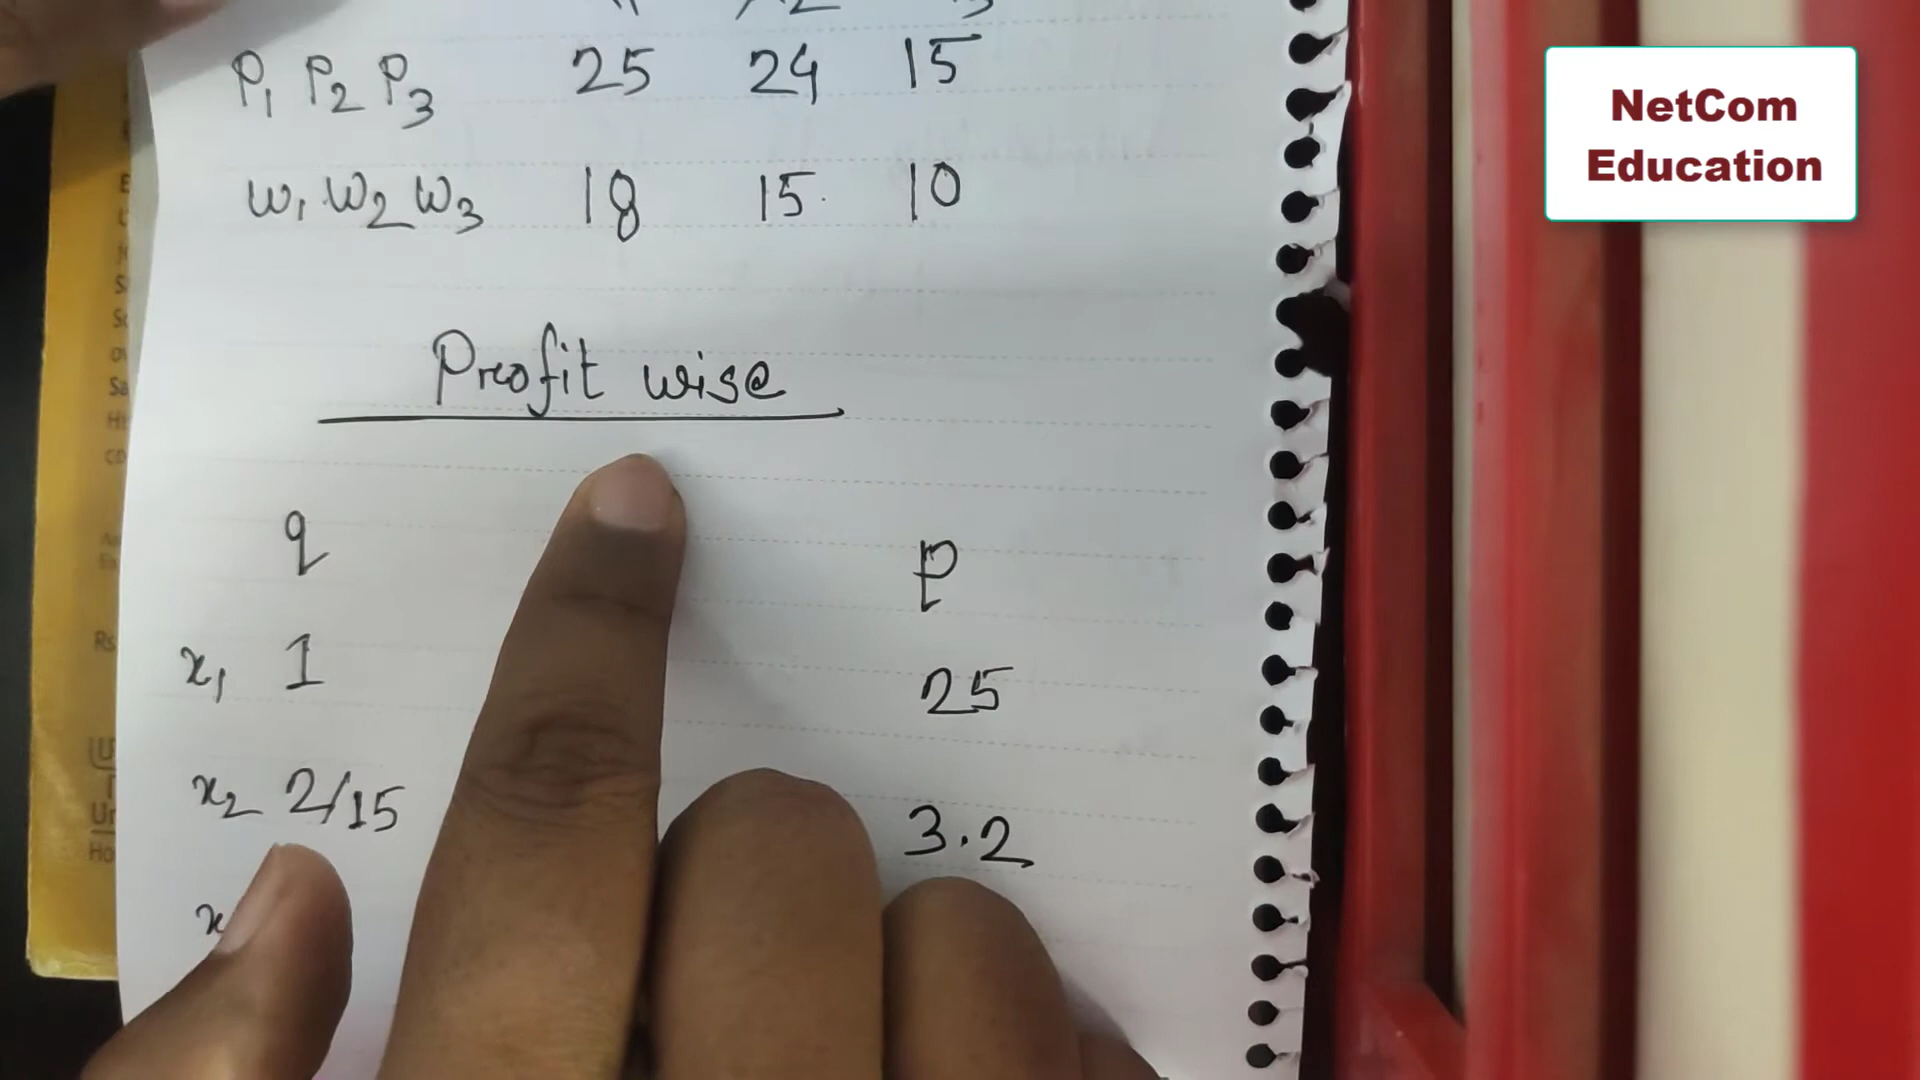 P1 P2 P3 25 24 15
w1 w2 w3 18 15 10
Profit wise
q P
x1 1 25
x2 2/15 3.2
x
NetCom
Education